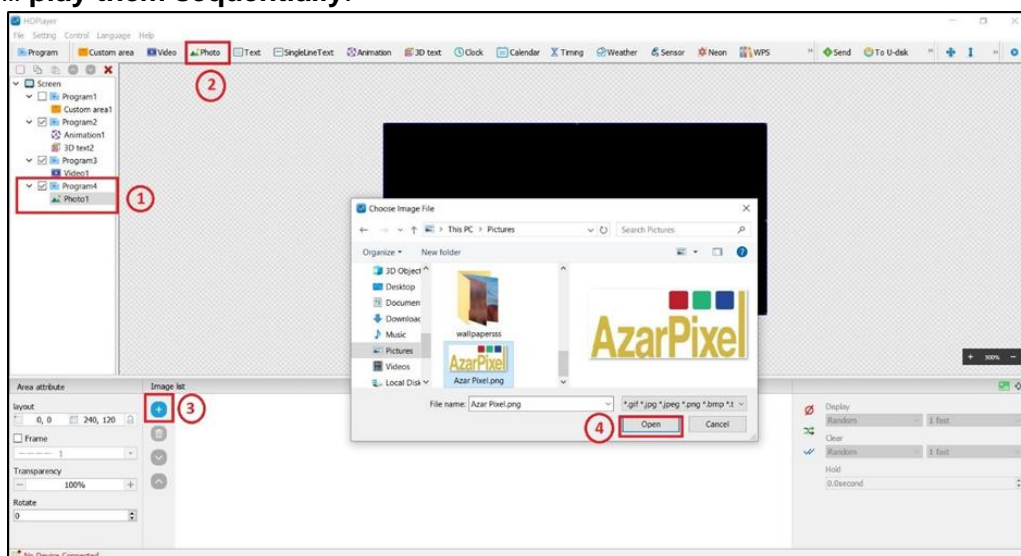 ... play them sequentially.
HDPlayer
File Setting Control Language Help
Program Custom area Video Photo Text SingleLineText Animation 3D text Clock Calendar Timing Weather Sensor Neon WPS » Send To U-disk » »
2
Screen
Program1
Custom area1
Program2
Animation1
3D text2
Program3
Video1
Program4
Photo1
1
Choose Image File
This PC > Pictures
Search Pictures
Organize New folder
3D Object
Desktop
Documen
Downloac
Music
Pictures
Videos
Local Disk
wallpapersss
AzarPixel
Azar Pixel.png
AzarPixel
File name: Azar Pixel.png
*.gif *.jpg *.jpeg *.png *.bmp *.t
4
Open Cancel
+ 300% −
Area attribute
Image list
layout
0, 0 240, 120
Frame
1
Transparency
− 100% +
Rotate
0
3
Display
Random 1 fast
Clear
Random 1 fast
Hold
0.0second
No Device Connected